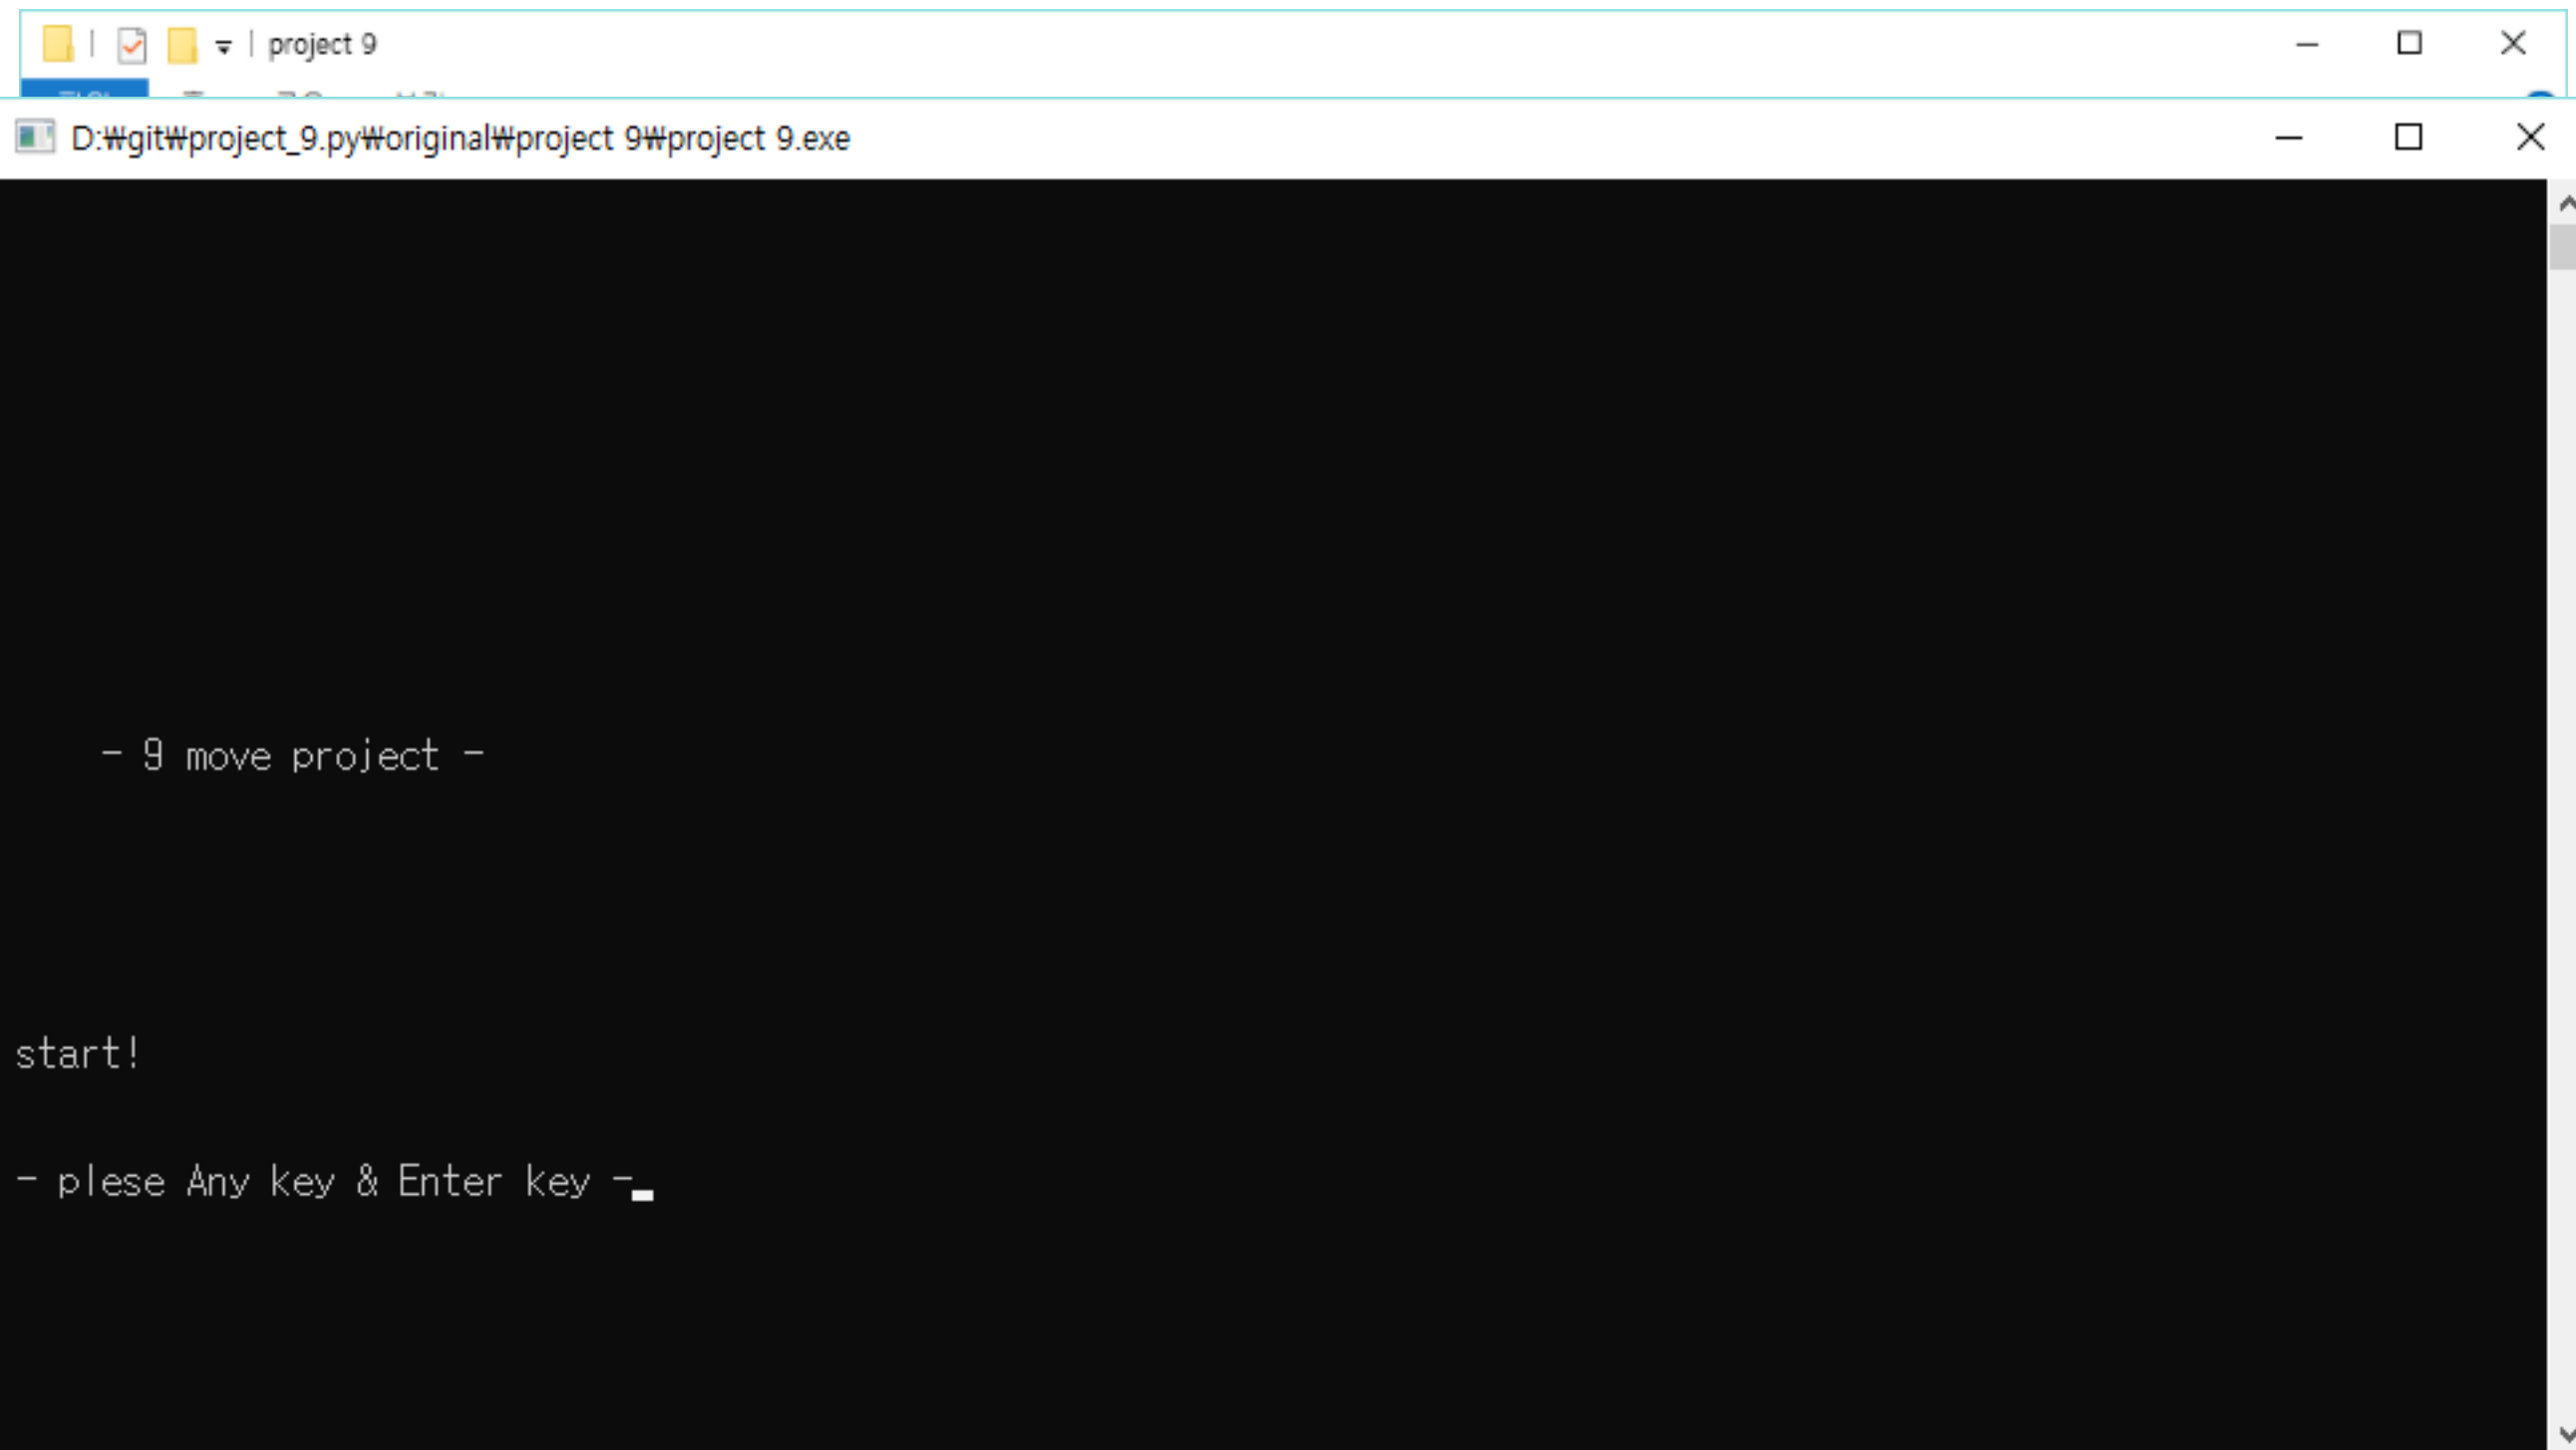 project 9
D:₩git₩project_9.py₩original₩project 9₩project 9.exe
- 9 move project -
start!
- plese Any key & Enter key -